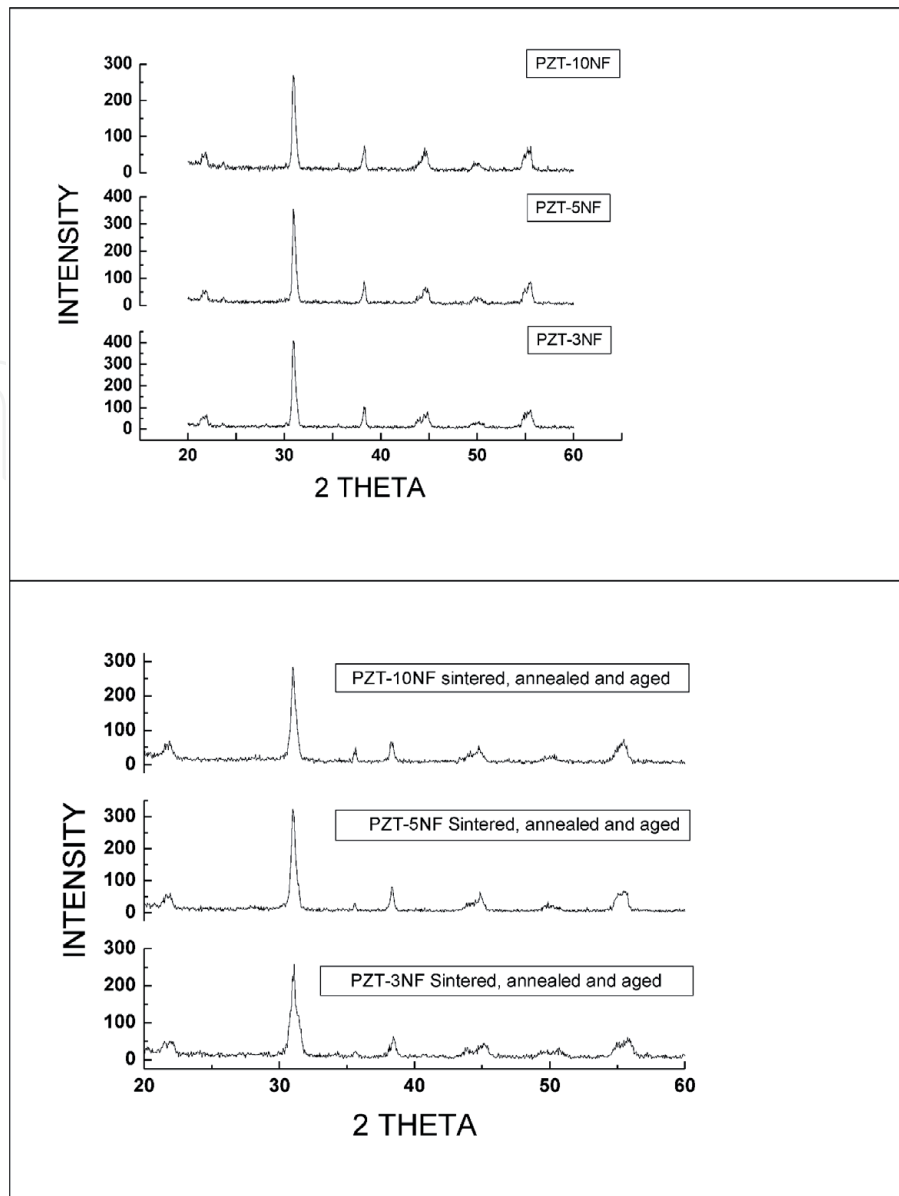 PZT-10NF
300
200
100
0
PZT-5NF
400
300
200
100
0
PZT-3NF
400
300
200
100
0
INTENSITY
20 30 40 50 60
2 THETA
PZT-10NF sintered, annealed and aged
300
200
100
0
PZT-5NF Sintered, annealed and aged
300
200
100
0
PZT-3NF Sintered, annealed and aged
300
200
100
0
INTENSITY
20 30 40 50 60
2 THETA